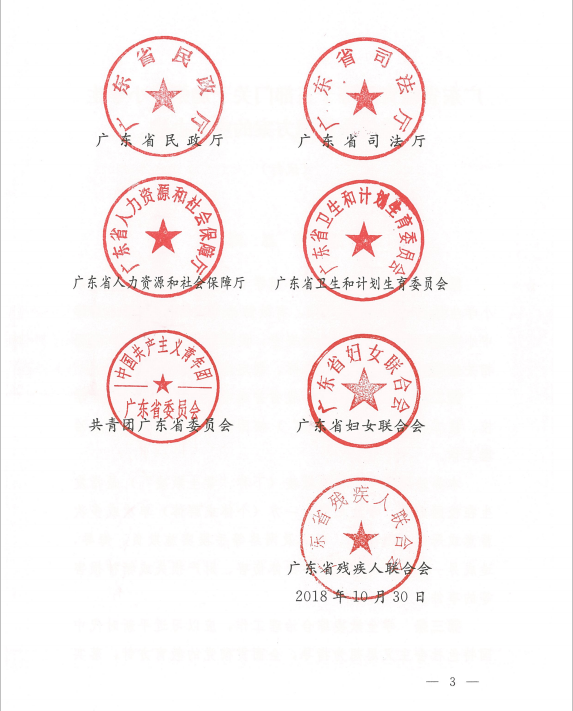 广东省民政厅
广东省民政厅
广东省司法厅
广东省司法厅
广东省人力资源和社会保障厅
广东省人力资源和社会保障厅
广东省卫生和计划生育委员会
广东省卫生和计划生育委员会
中国共产主义青年团
广东省委员会
共青团广东省委员会
广东省妇女联合会
广东省妇女联合会
东省残疾人联合会
广东省残疾人联合会
2018年10月30日
— 3 —